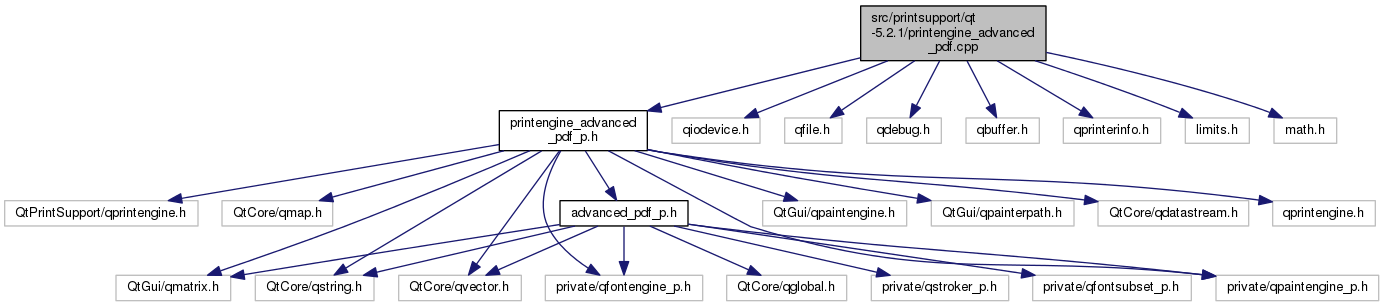 src/printsupport/qt
-5.2.1/printengine_advanced
_pdf.cpp
printengine_advanced
_pdf_p.h
qiodevice.h
qfile.h
qdebug.h
qbuffer.h
qprinterinfo.h
limits.h
math.h
QtPrintSupport/qprintengine.h
QtCore/qmap.h
advanced_pdf_p.h
QtGui/qpaintengine.h
QtGui/qpainterpath.h
QtCore/qdatastream.h
qprintengine.h
QtGui/qmatrix.h
QtCore/qstring.h
QtCore/qvector.h
private/qfontengine_p.h
QtCore/qglobal.h
private/qstroker_p.h
private/qfontsubset_p.h
private/qpaintengine_p.h